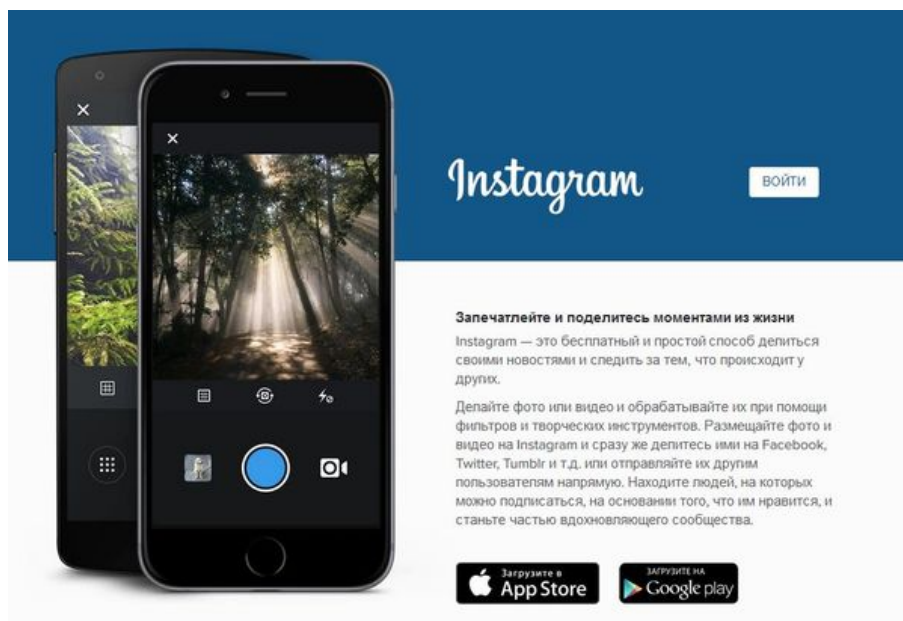 Instagram
ВОЙТИ
Запечатлейте и поделитесь моментами из жизни
Instagram — это бесплатный и простой способ делиться
своими новостями и следить за тем, что происходит у
других.
Делайте фото или видео и обрабатывайте их при помощи
фильтров и творческих инструментов. Размещайте фото и
видео на Instagram и сразу же делитесь ими на Facebook,
Twitter, Tumblr и т.д. или отправляйте их другим
пользователям напрямую. Находите людей, на которых
можно подписаться, на основании того, что им нравится, и
станьте частью вдохновляющего сообщества.
Загрузите в
App Store
ЗАГРУЗИТЕ НА
Google play